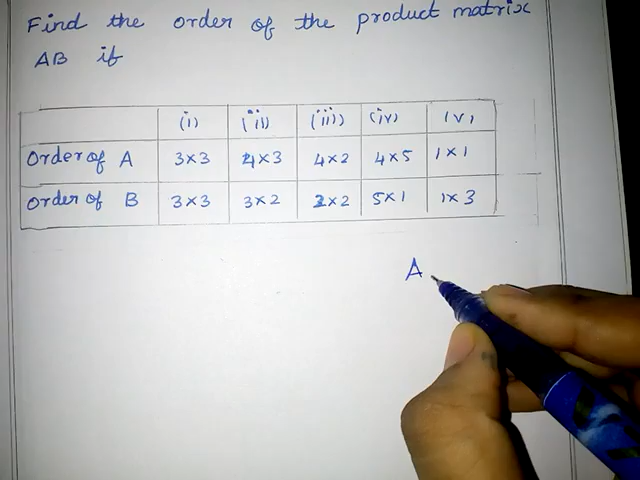 Find the order of the product matrix
AB if
(i) (ii) (iii) (iv) (v)
Order of A 3×3 4×3 4×2 4×5 1×1
Order of B 3×3 3×2 2×2 5×1 1×3
A